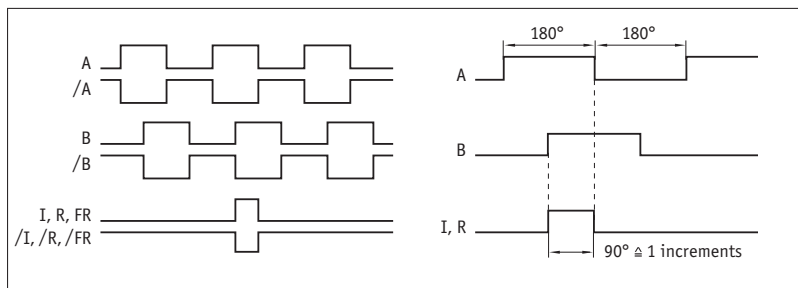 A
/A
B
/B
I, R, FR
/I, /R, /FR
180° 180°
A
B
I, R
90° ≙ 1 increments